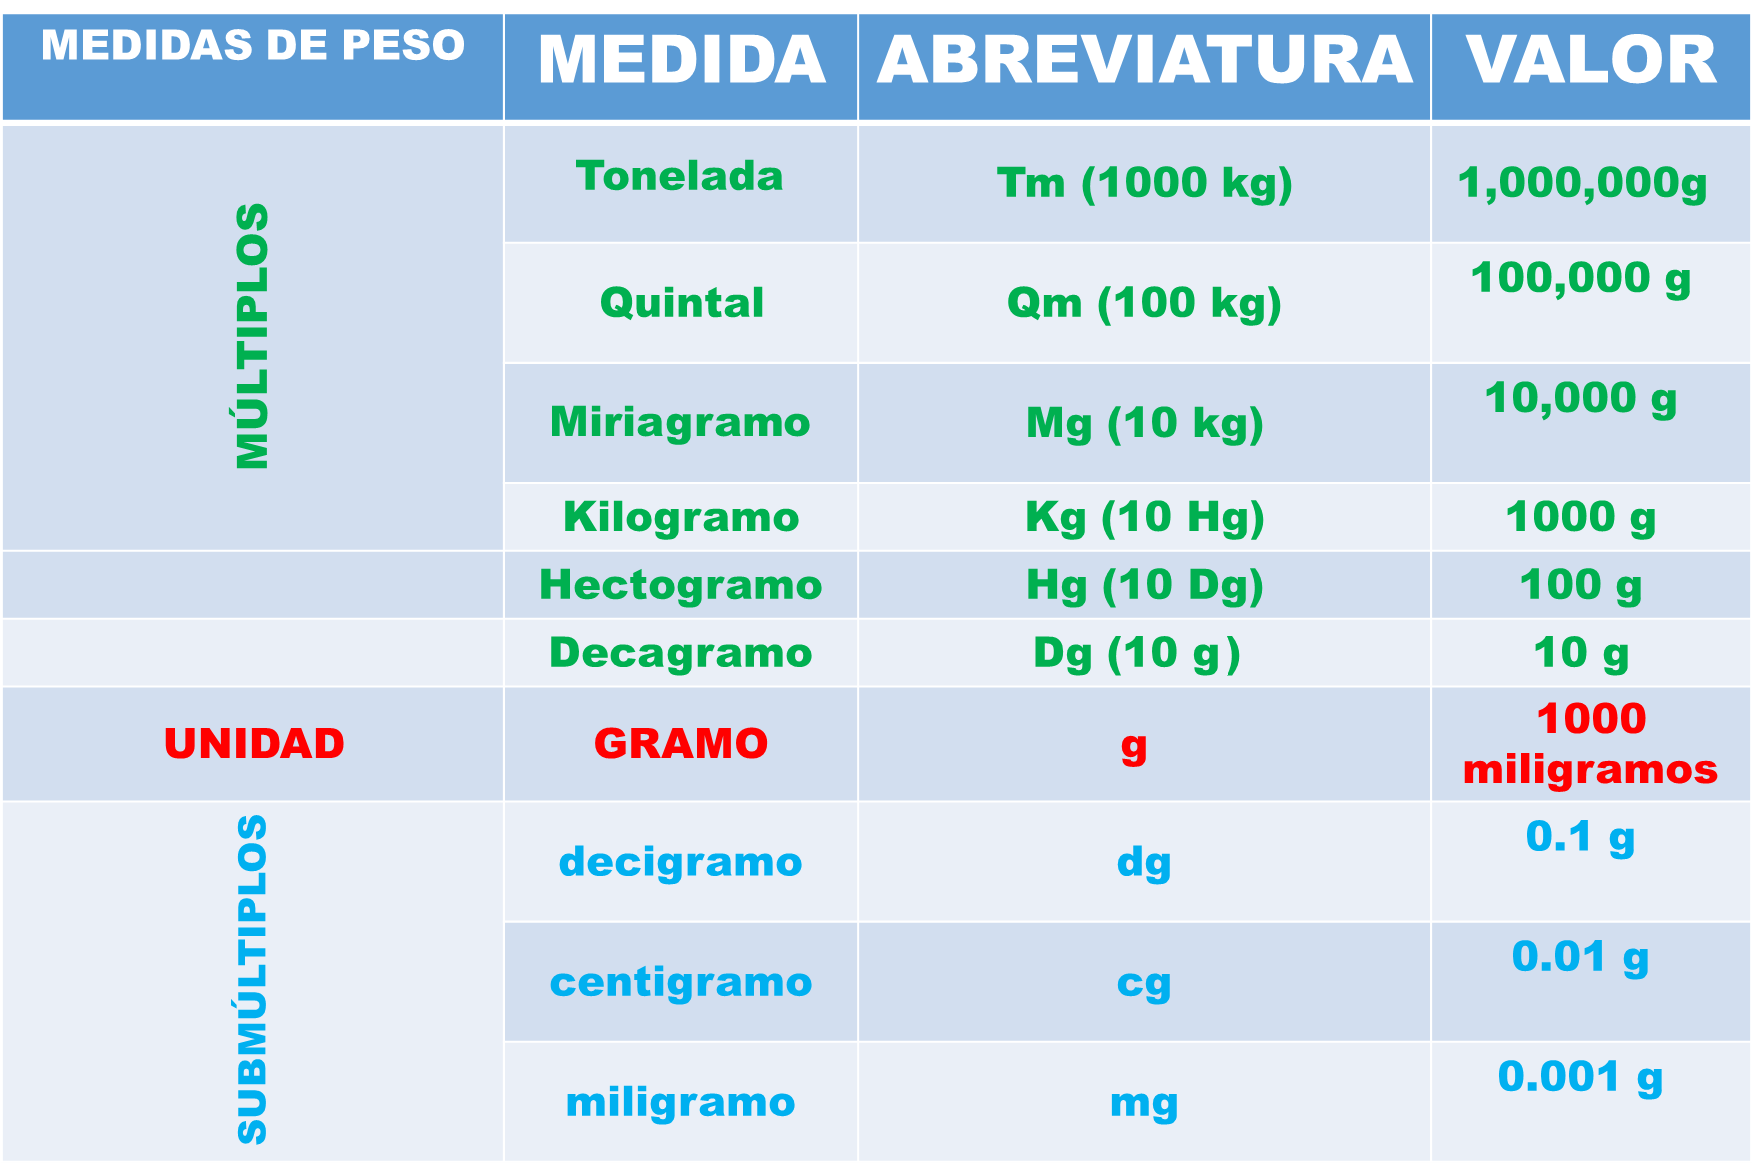 MEDIDAS DE PESO MEDIDA ABREVIATURA VALOR
MÚLTIPLOS
Tonelada Tm (1000 kg) 1,000,000g
Quintal Qm (100 kg) 100,000 g
Miriagramo Mg (10 kg) 10,000 g
Kilogramo Kg (10 Hg) 1000 g
Hectogramo Hg (10 Dg) 100 g
Decagramo Dg (10 g) 10 g
UNIDAD GRAMO g 1000
miligramos
SUBMÚLTIPLOS
decigramo dg 0.1 g
centigramo cg 0.01 g
miligramo mg 0.001 g